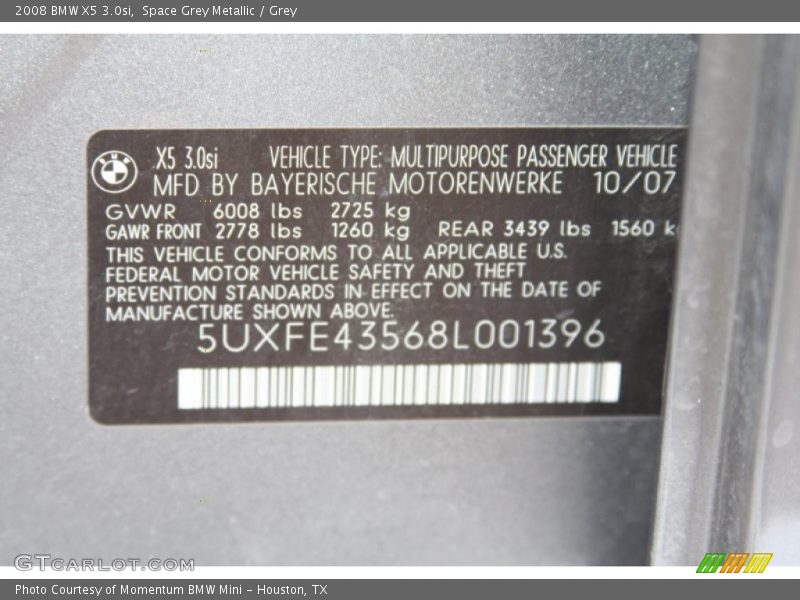 2008 BMW X5 3.0si, Space Grey Metallic / Grey
BMW
X5 3.0si VEHICLE TYPE: MULTIPURPOSE PASSENGER VEHICLE
MFD BY BAYERISCHE MOTORENWERKE 10/07
GVWR 6008 lbs 2725 kg
GAWR FRONT 2778 lbs 1260 kg REAR 3439 lbs 1560 kg
THIS VEHICLE CONFORMS TO ALL APPLICABLE U.S.
FEDERAL MOTOR VEHICLE SAFETY AND THEFT
PREVENTION STANDARDS IN EFFECT ON THE DATE OF
MANUFACTURE SHOWN ABOVE.
5UXFE43568L001396
GTCARLOT.COM
Photo Courtesy of Momentum BMW Mini - Houston, TX